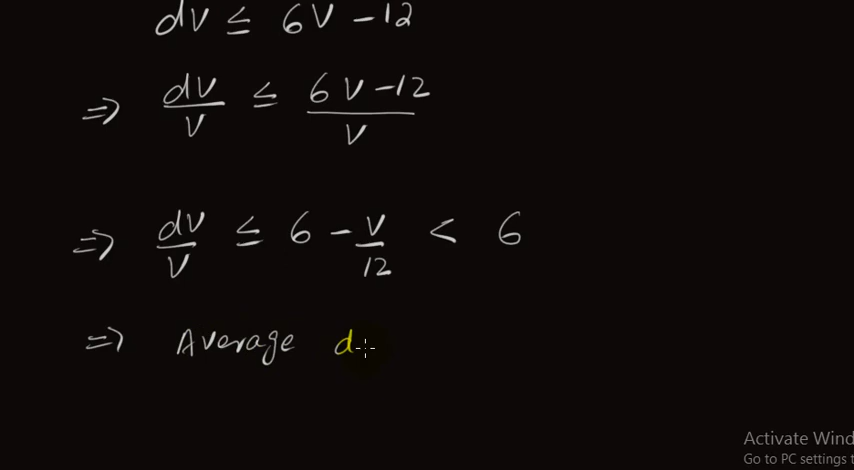 dv ≤ 6V - 12
⇒ dv/V ≤ (6V - 12)/V
⇒ dv/V ≤ 6 - V/12 < 6
⇒ Average d
Activate Wind
Go to PC settings t